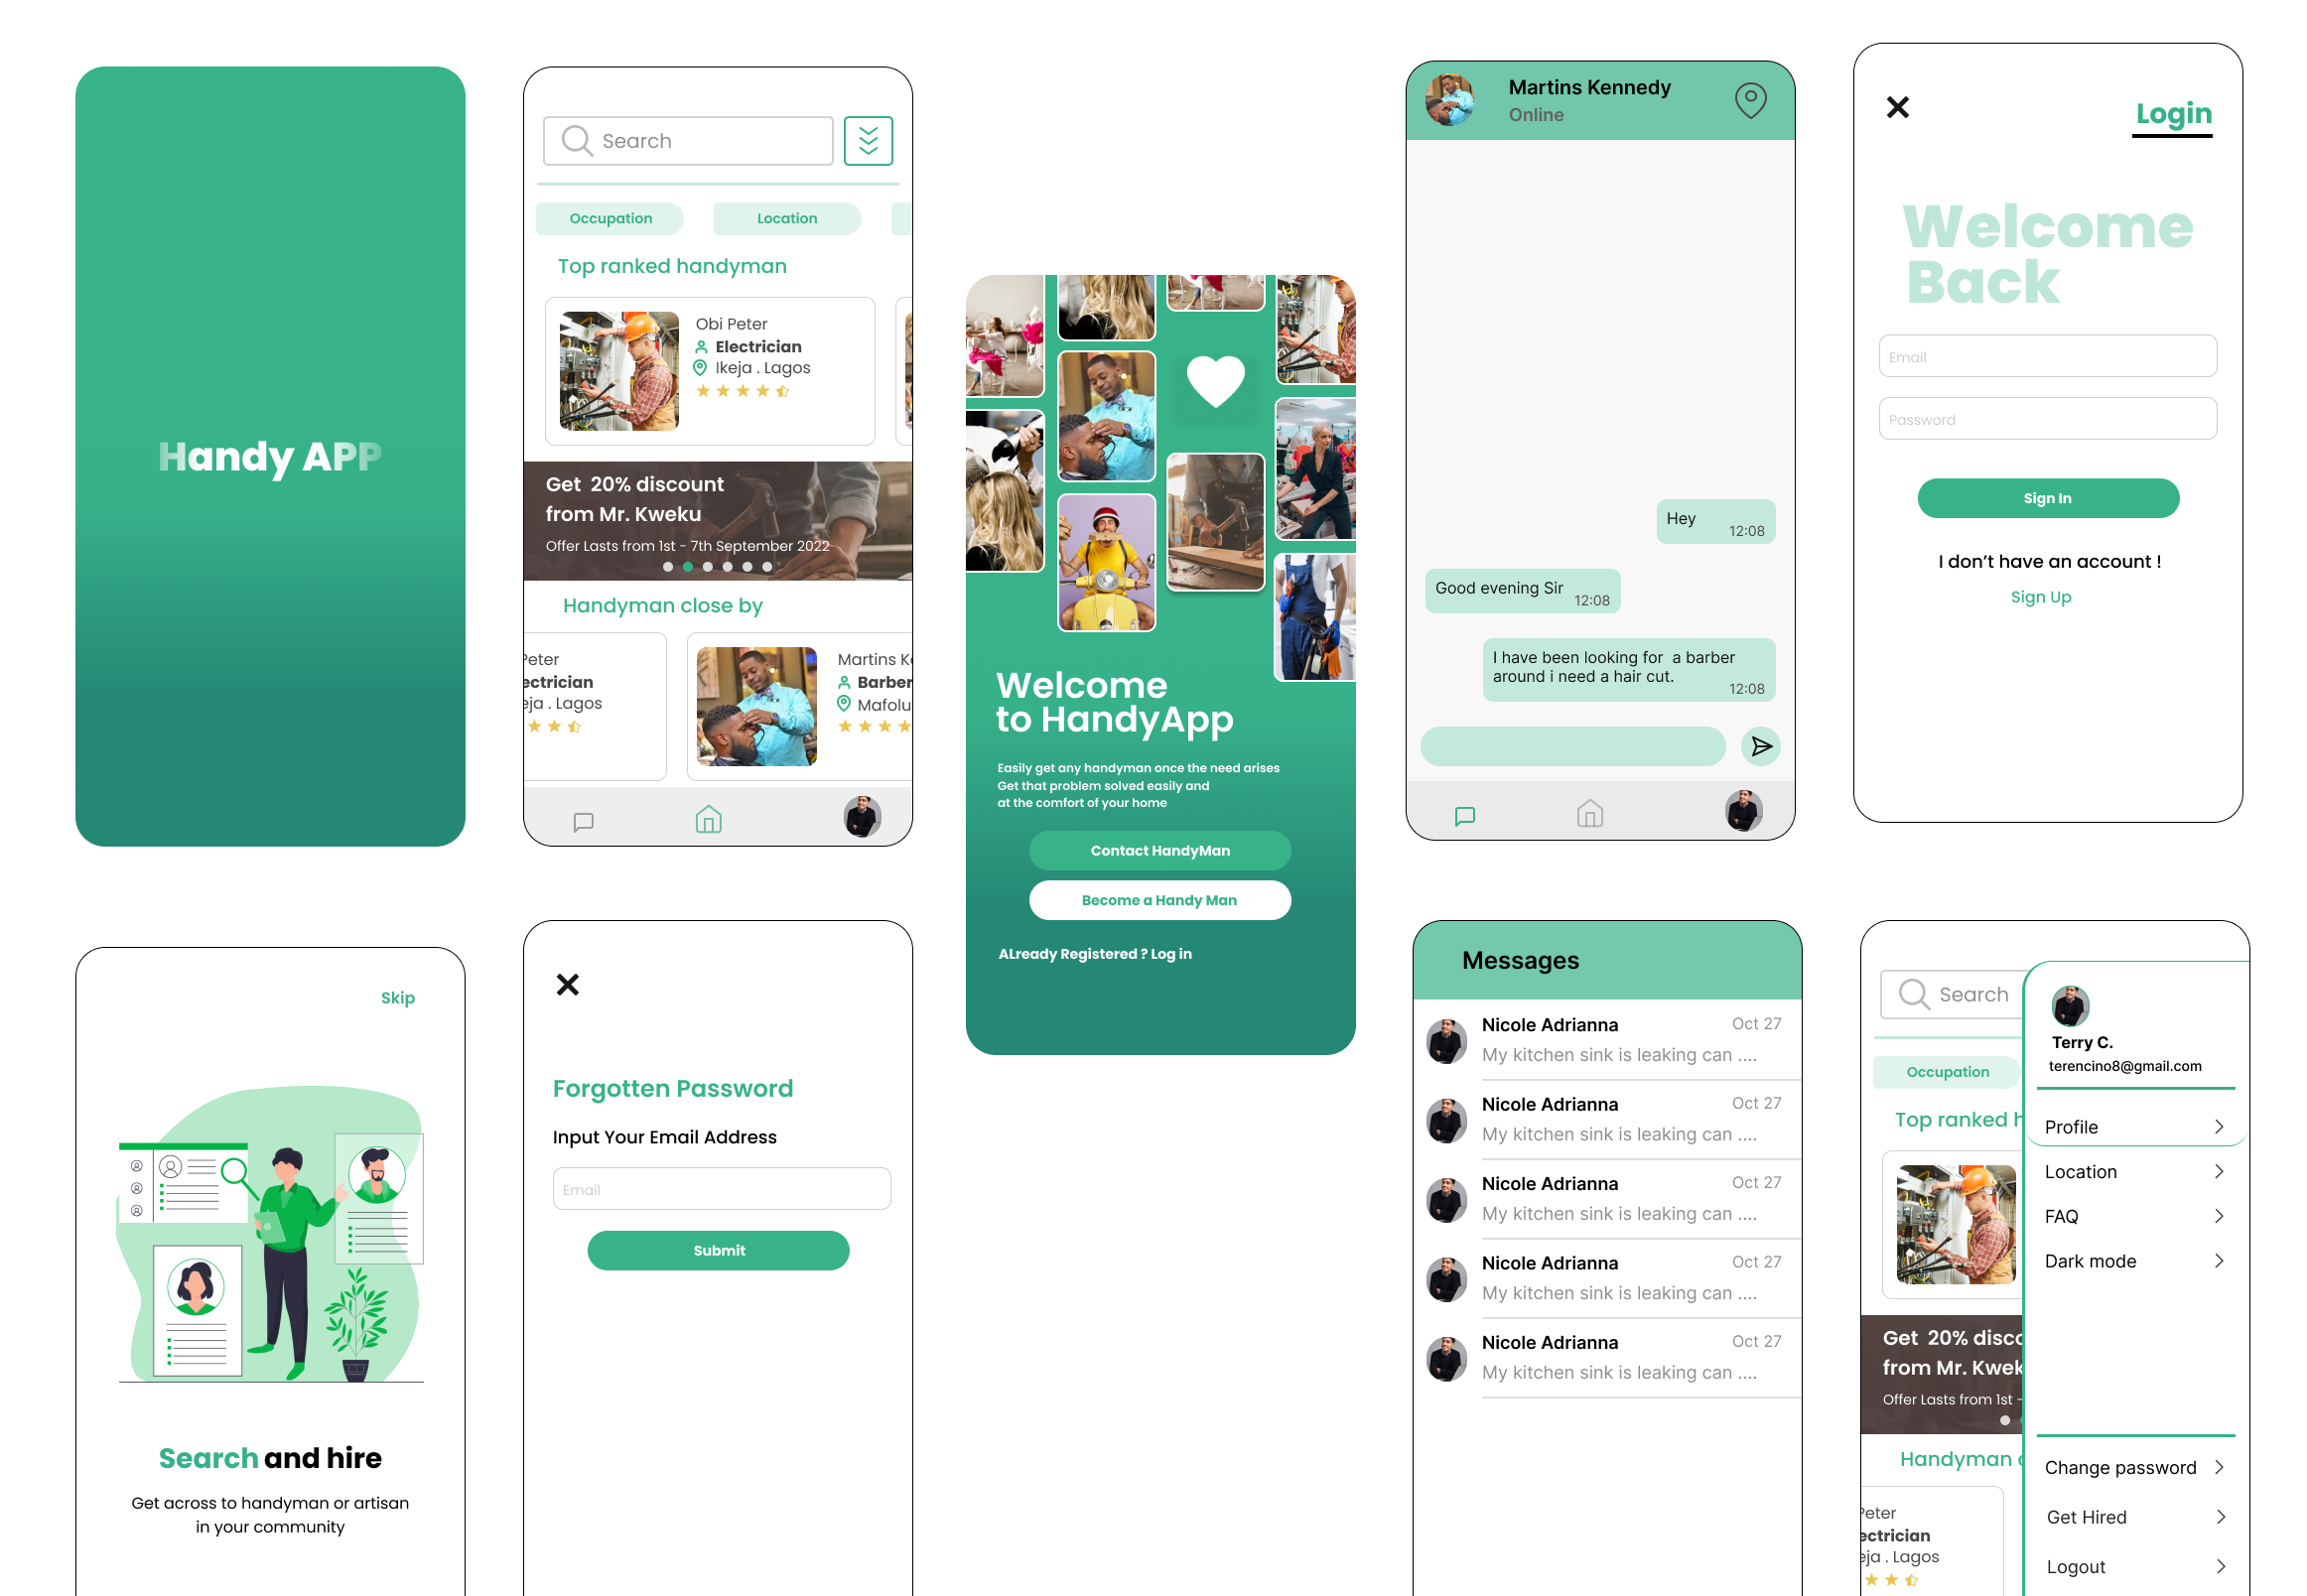 Handy APP
Search
Occupation
Location
Top ranked handyman
Obi Peter
Electrician
Ikeja . Lagos
Get 20% discount
from Mr. Kweku
Offer Lasts from 1st - 7th September 2022
Handyman close by
Peter
ectrician
eja . Lagos
Martins K
Barber
Mafolu
Welcome
to HandyApp
Easily get any handyman once the need arises
Get that problem solved easily and
at the comfort of your home
Contact HandyMan
Become a Handy Man
ALready Registered ? Log in
Martins Kennedy
Online
Hey
12:08
Good evening Sir
12:08
I have been looking for a barber
around i need a hair cut.
12:08
Login
Welcome
Back
Email
Password
Sign In
I don't have an account !
Sign Up
Skip
Search and hire
Get across to handyman or artisan
in your community
Forgotten Password
Input Your Email Address
Email
Submit
Messages
Nicole Adrianna Oct 27
My kitchen sink is leaking can ....
Nicole Adrianna Oct 27
My kitchen sink is leaking can ....
Nicole Adrianna Oct 27
My kitchen sink is leaking can ....
Nicole Adrianna Oct 27
My kitchen sink is leaking can ....
Nicole Adrianna Oct 27
My kitchen sink is leaking can ....
Search
Occupation
Top ranked h
Get 20% disco
from Mr. Kwek
Offer Lasts from 1st -
Handyman
Peter
ectrician
eja . Lagos
Terry C.
terencino8@gmail.com
Profile
Location
FAQ
Dark mode
Change password
Get Hired
Logout